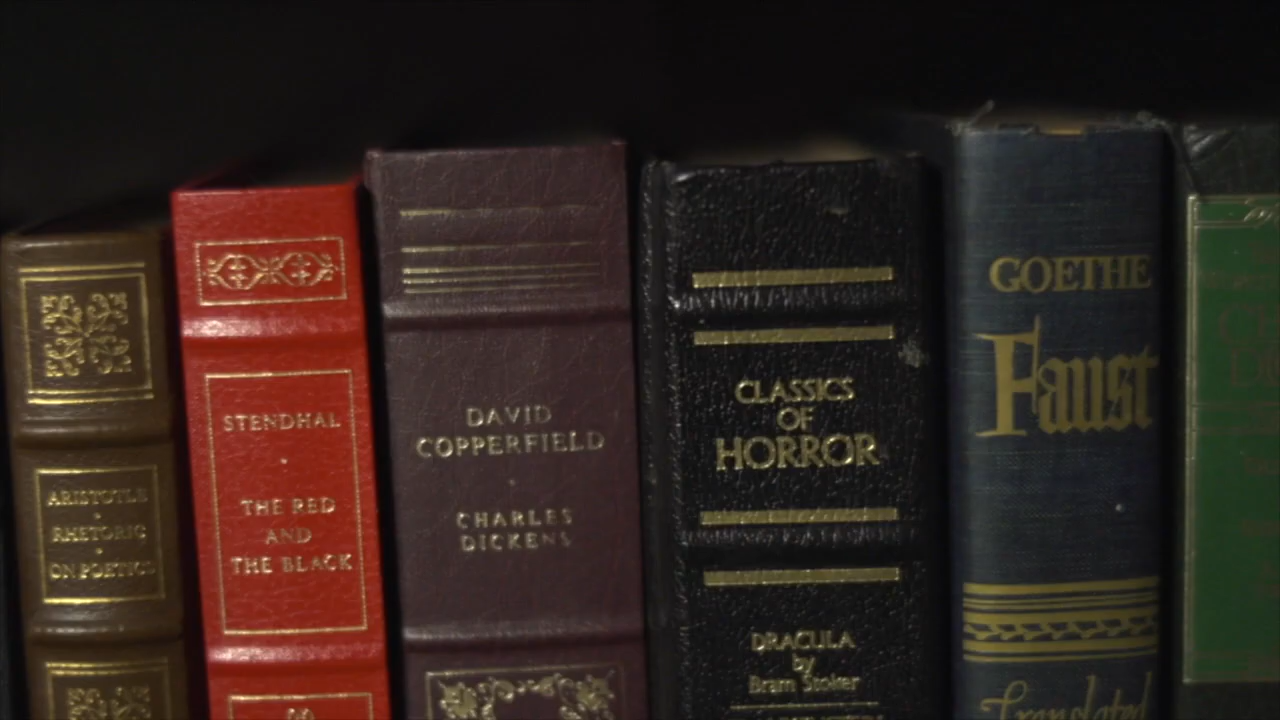 ARISTOTLE
RHETORIC
ON POETICS
STENDHAL
THE RED
AND
THE BLACK
DAVID
COPPERFIELD
CHARLES
DICKENS
CLASSICS
OF
HORROR
DRACULA
by
Bram Stoker
GOETHE
Faust
Translated